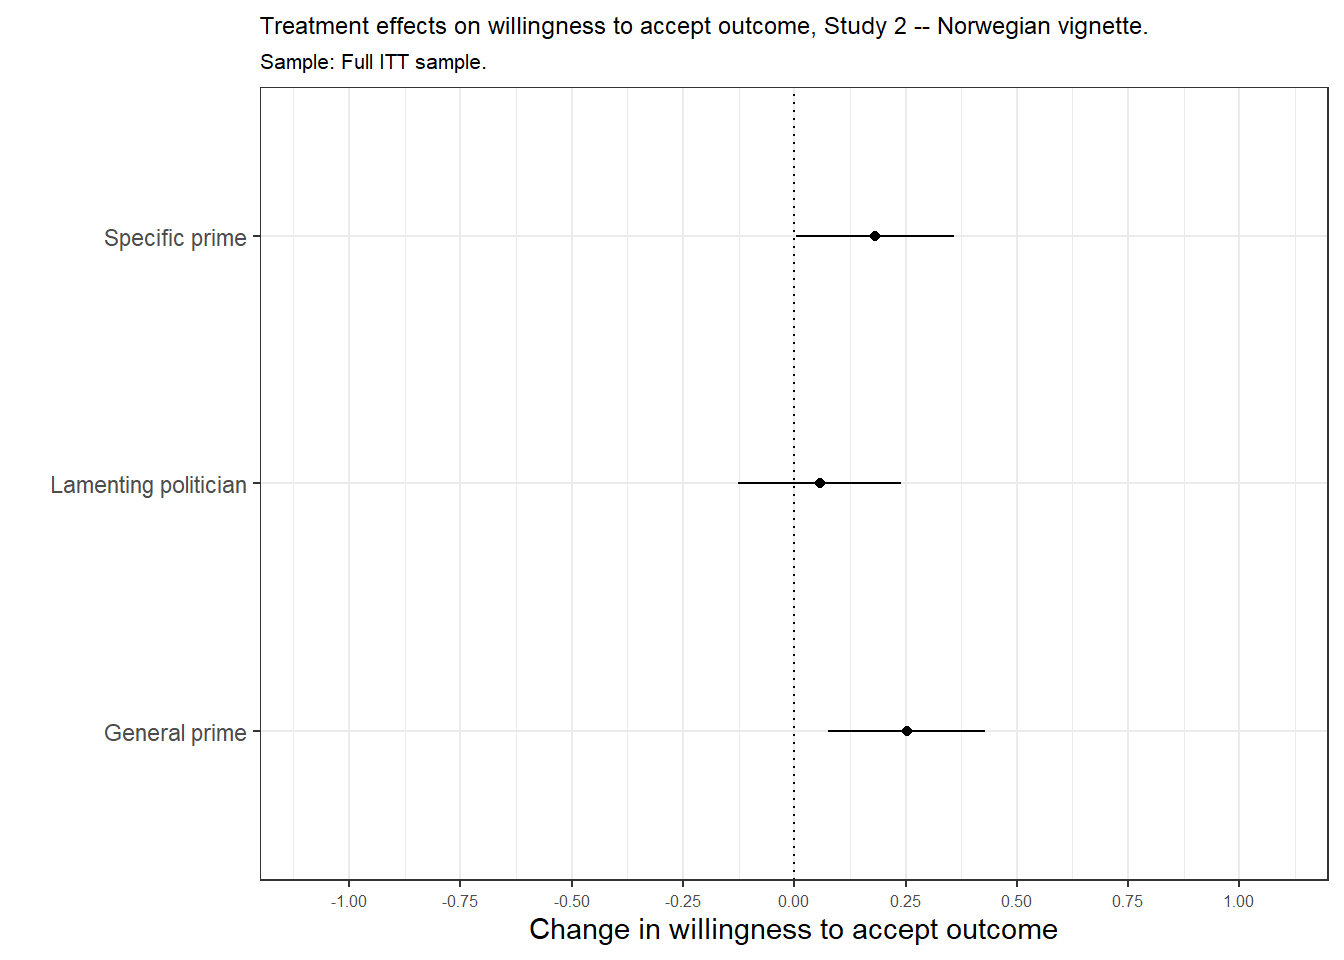 Treatment effects on willingness to accept outcome, Study 2 -- Norwegian vignette.
Sample: Full ITT sample.
Specific prime
Lamenting politician
General prime
-1.00 -0.75 -0.50 -0.25 0.00 0.25 0.50 0.75 1.00
Change in willingness to accept outcome